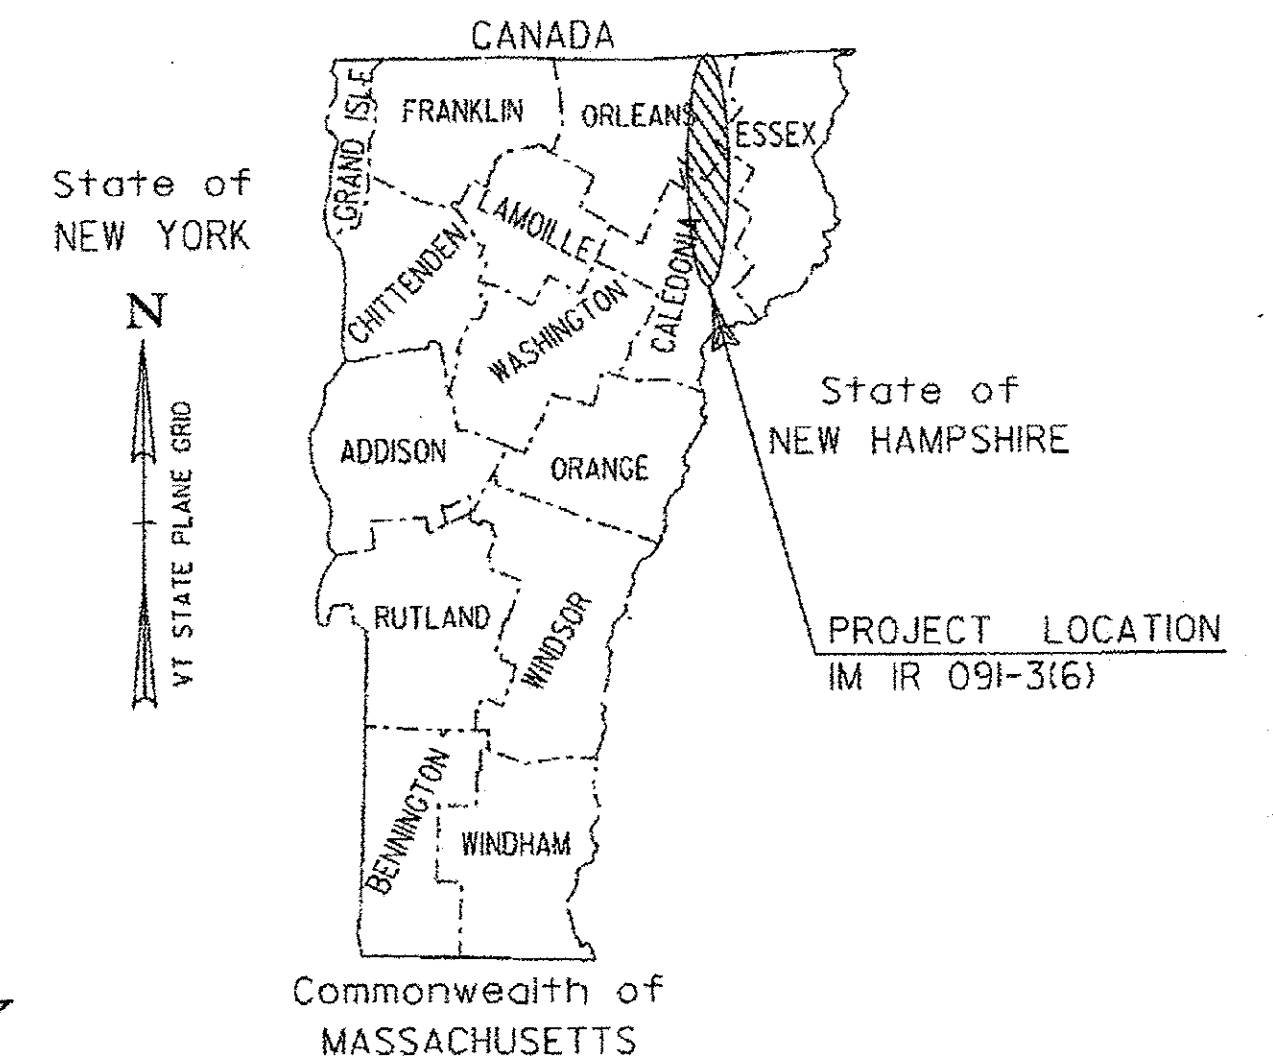 CANADA
GRAND ISLE
FRANKLIN
ORLEANS
ESSEX
State of
NEW YORK
LAMOILLE
CHITTENDEN
CALEDONIA
WASHINGTON
N
VT STATE PLANE GRID
State of
NEW HAMPSHIRE
ADDISON
ORANGE
RUTLAND
WINDSOR
PROJECT LOCATION
IM IR 091-3(6)
BENNINGTON
WINDHAM
Commonwealth of
MASSACHUSETTS